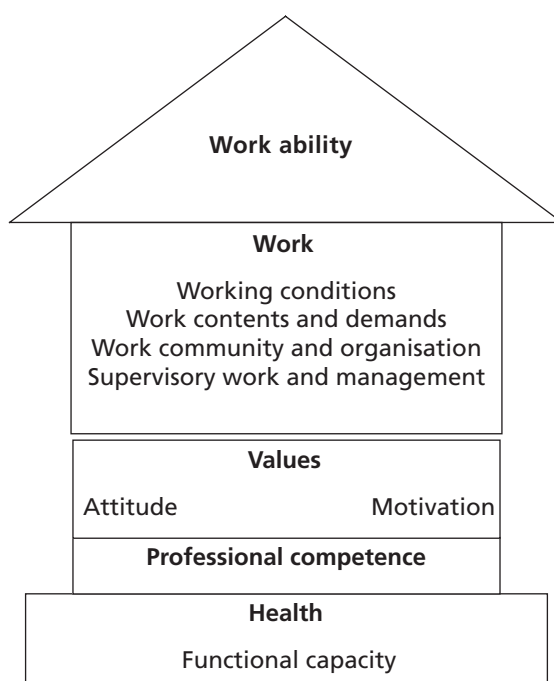 Work ability
Work
Working conditions
Work contents and demands
Work community and organisation
Supervisory work and management
Values
Attitude Motivation
Professional competence
Health
Functional capacity